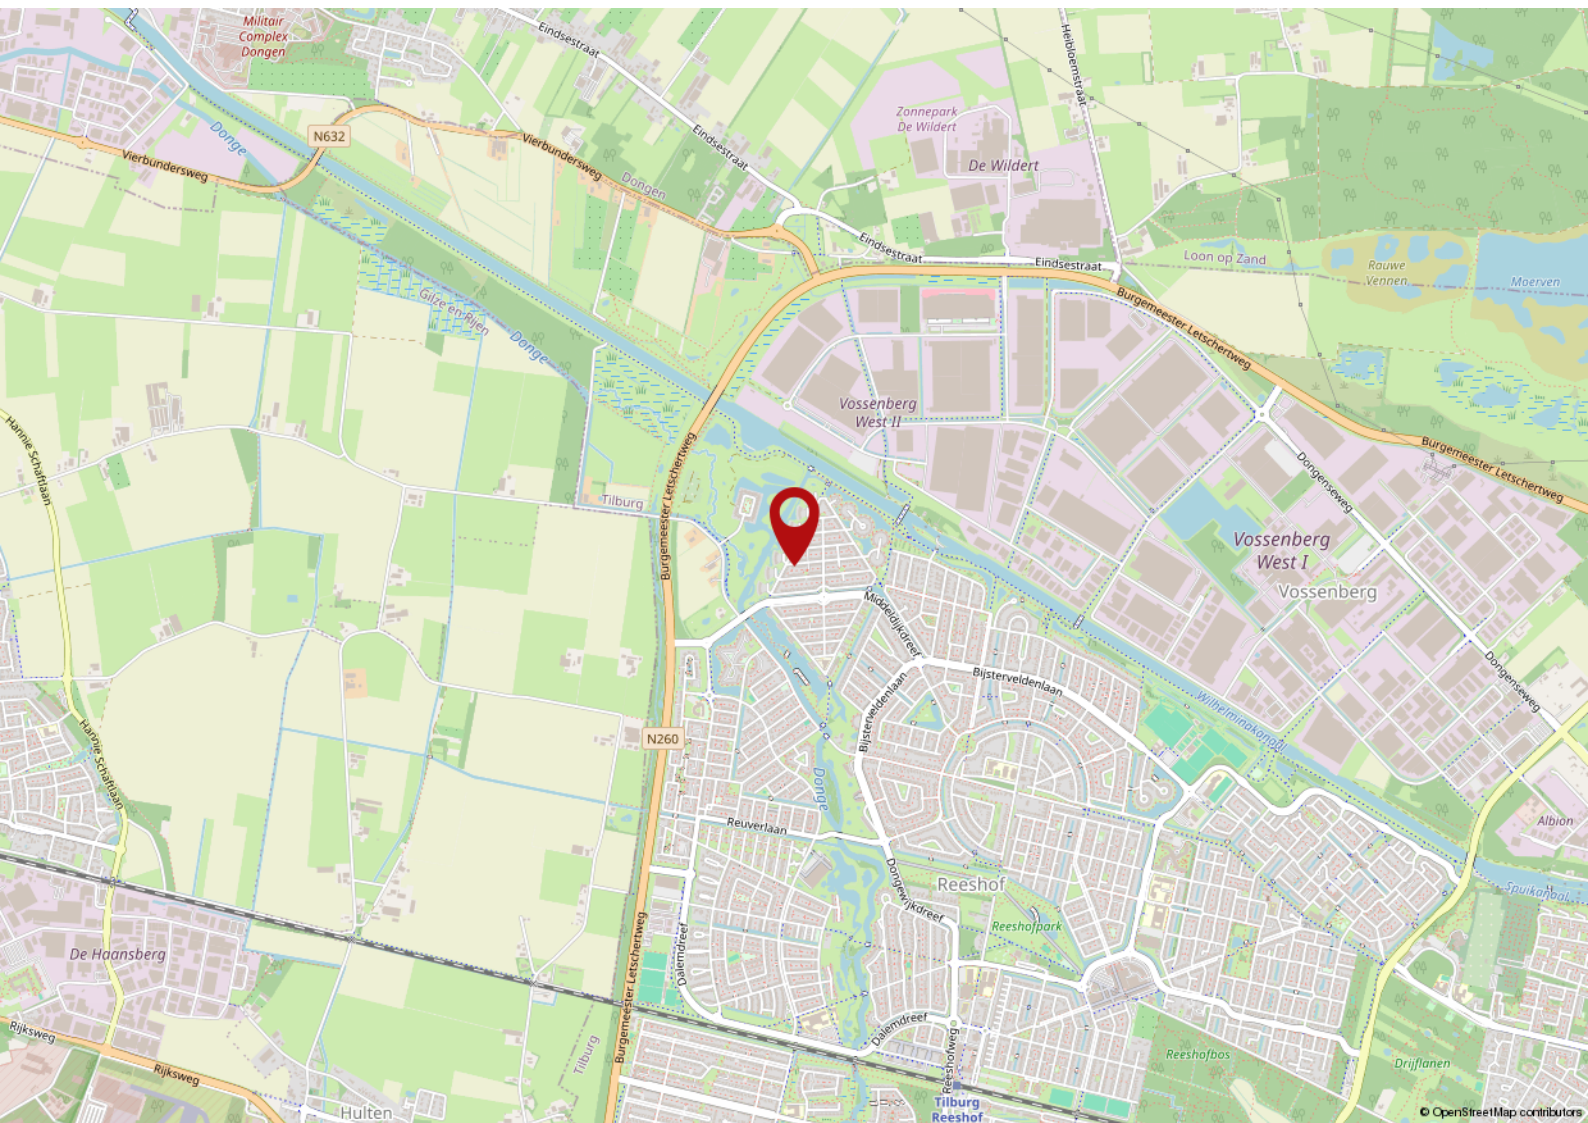 Militair
Complex
Dongen
Eindsestraat
Heibloemstraat
Zonnepark
De Wildert
N632
Donge
Vierbundersweg
Vierbundersweg
Eindsestraat
De Wildert
Dongen
Eindsestraat
Eindsestraat
Loon op Zand
Rauwe
Vennen
Moerven
Gilze en Rijen
Donge
Burgemeester Letschertweg
Vossenberg
West II
Hannie Schaftlaan
Burgemeester Letschertweg
Burgemeester Letschertweg
Dongenseweg
Tilburg
Burgemeester Letschertweg
Vossenberg
West I
Vossenberg
Middeldijkdreef
Bijsterveldenlaan
Bijsterveldenlaan
Dongenseweg
Wilhelminakanaal
Hannie Schaftlaan
N260
Donge
Reuverlaan
Albion
Dongewijkdreef
Reeshof
Spuikanaal
Reeshofpark
De Haansberg
Dalemdreef
Burgemeester Letschertweg
Rijksweg
Rijksweg
Tilburg
Dalemdreef
Reeshofweg
Reeshofbos
Drijflanen
Hulten
Tilburg
Reeshof
© OpenStreetMap contributors